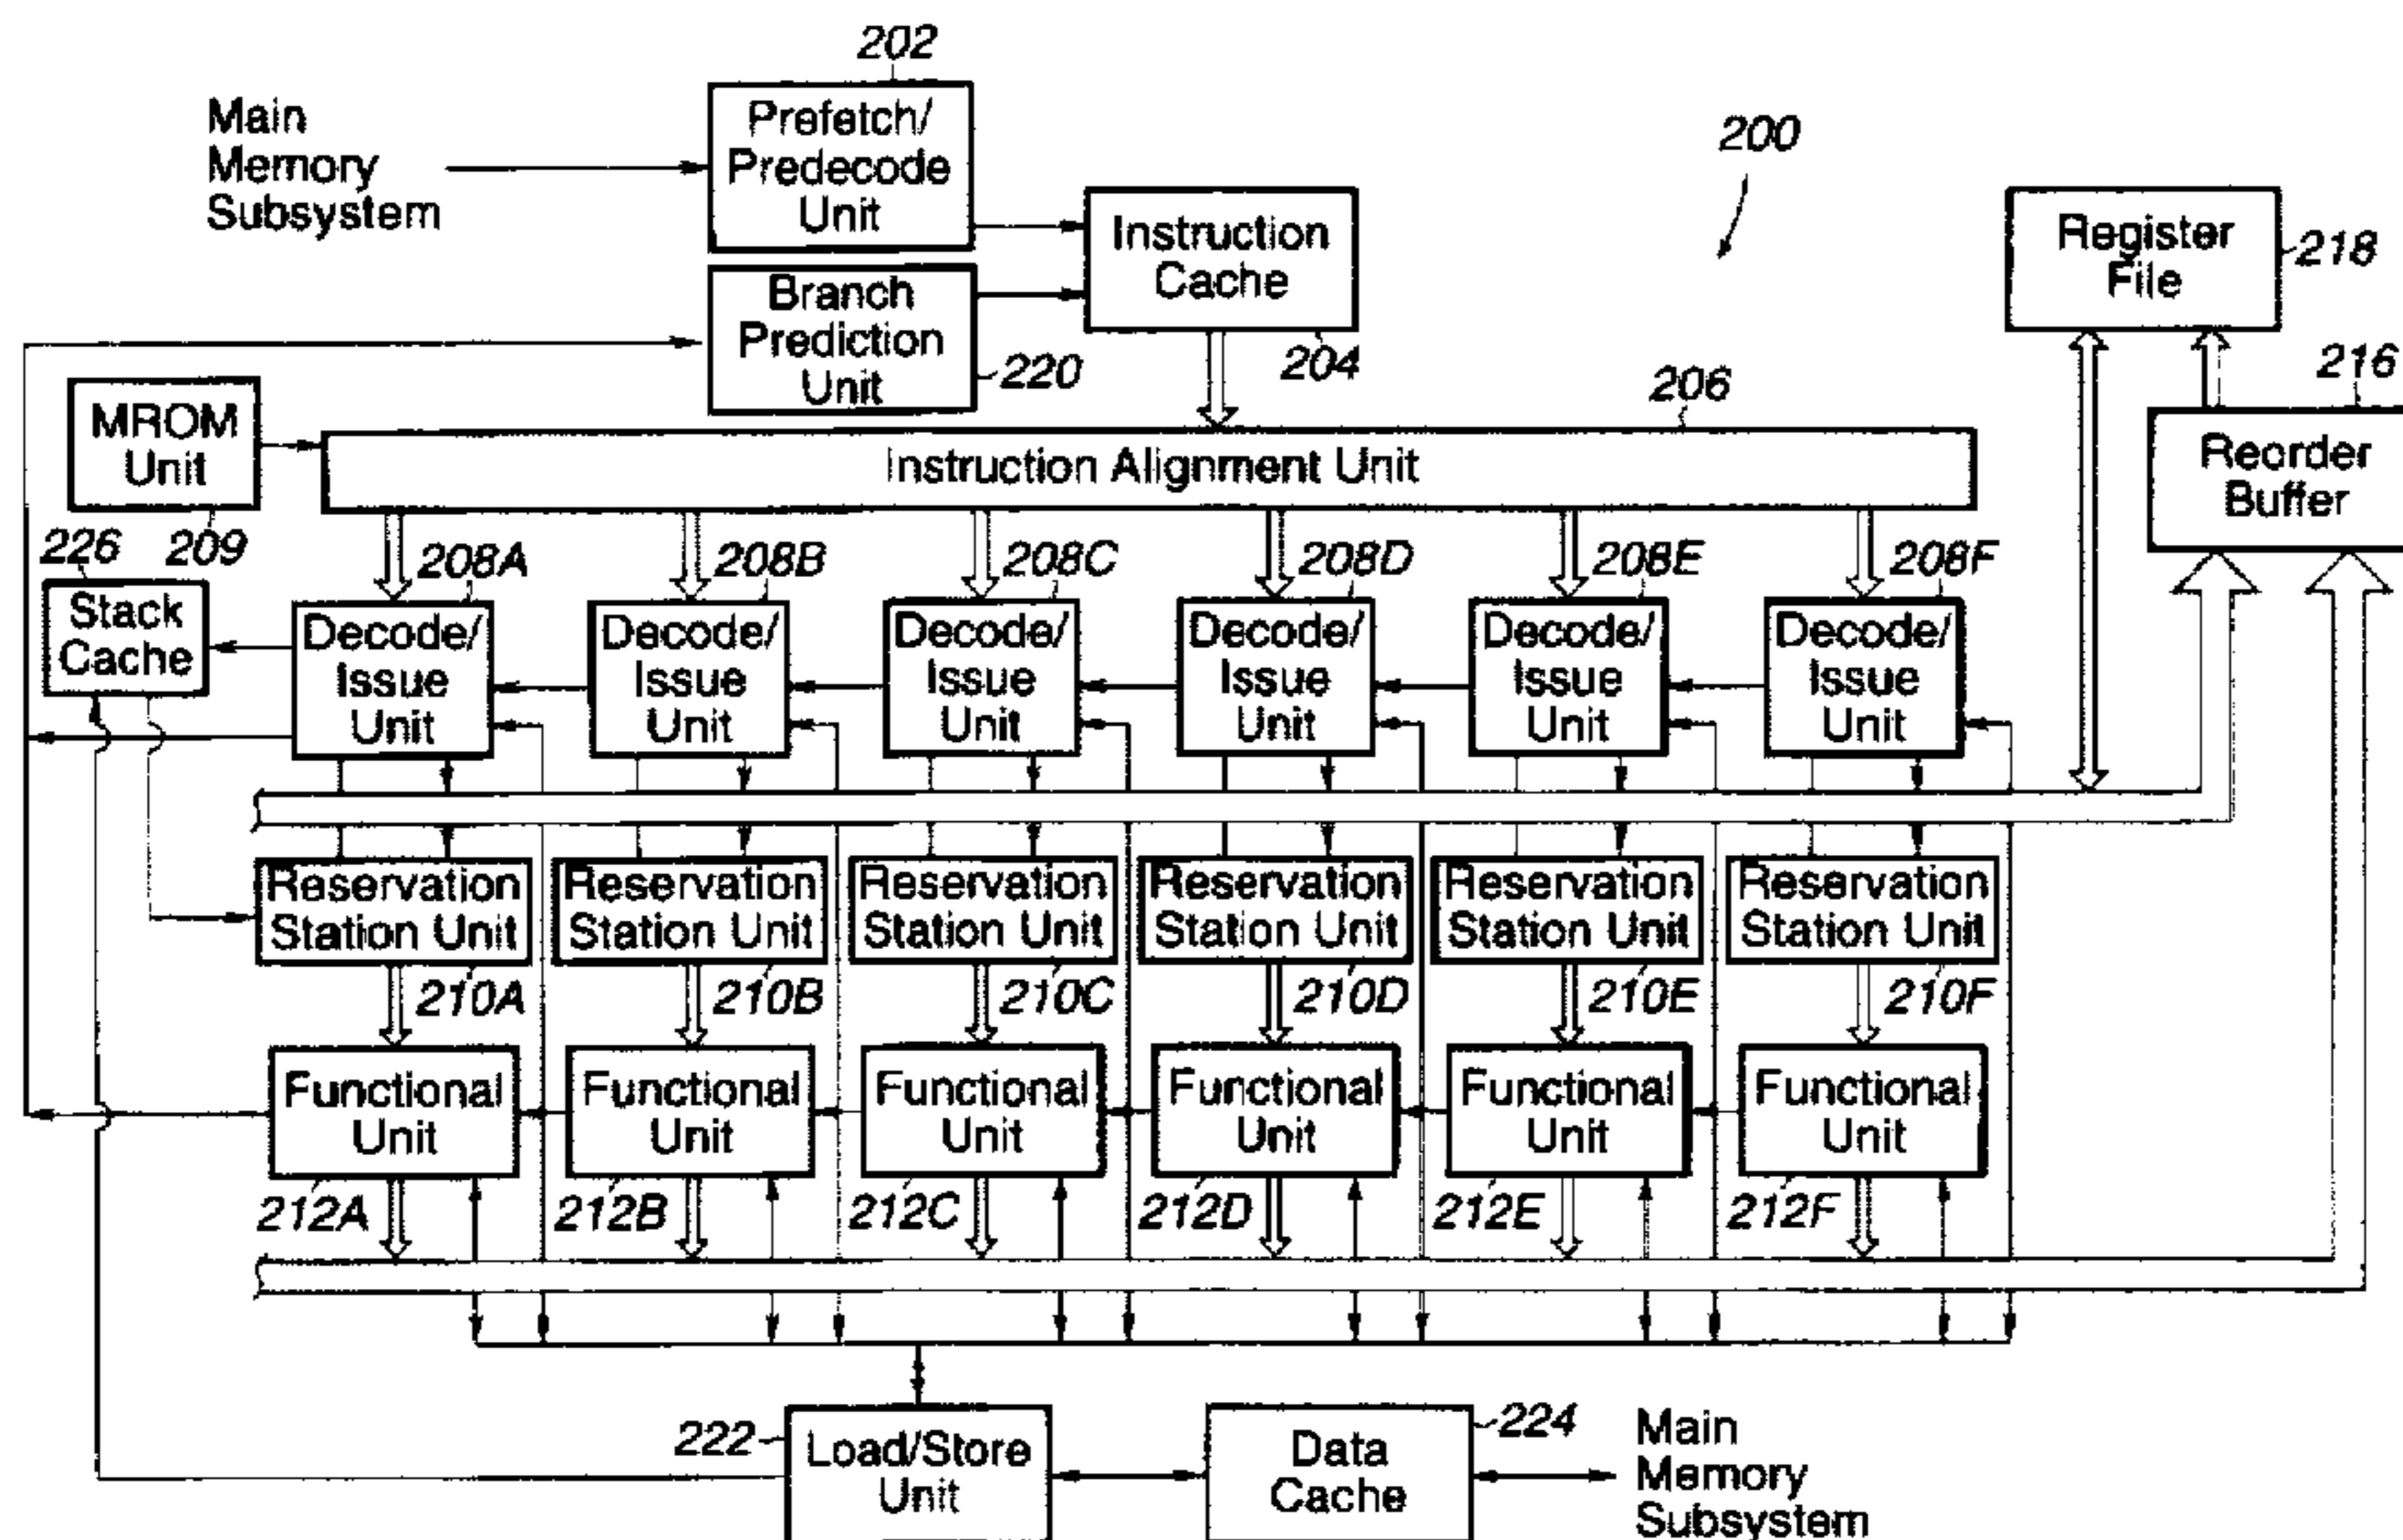 202
Main
Memory
Subsystem
Prefetch/
Predecode
Unit
200
Instruction
Cache
204
Register
File
218
Branch
Prediction
Unit
220
216
Reorder
Buffer
MROM
Unit
209
206
Instruction Alignment Unit
226
Stack
Cache
208A
208B
208C
208D
208E
208F
Decode/
Issue
Unit
Decode/
Issue
Unit
Decode/
Issue
Unit
Decode/
Issue
Unit
Decode/
Issue
Unit
Decode/
Issue
Unit
Reservation
Station Unit
Reservation
Station Unit
Reservation
Station Unit
Reservation
Station Unit
Reservation
Station Unit
Reservation
Station Unit
210A
210B
210C
210D
210E
210F
Functional
Unit
Functional
Unit
Functional
Unit
Functional
Unit
Functional
Unit
Functional
Unit
212A
212B
212C
212D
212E
212F
222
Load/Store
Unit
Data
Cache
224
Main
Memory
Subsystem